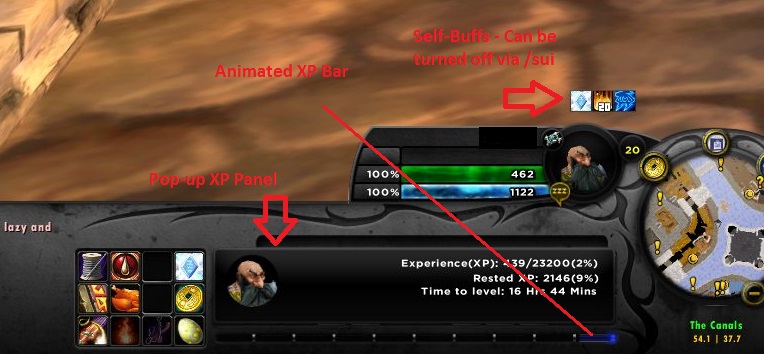 Self-Buffs - Can be
turned off via /sui
Animated XP Bar
20
20
100% 462
100% 1122
zzz
Pop-up XP Panel
lazy and
Experience(XP): 439/23200(2%)
Rested XP: 2146(9%)
Time to level: 16 Hrs 44 Mins
The Canals
54.1 | 37.7